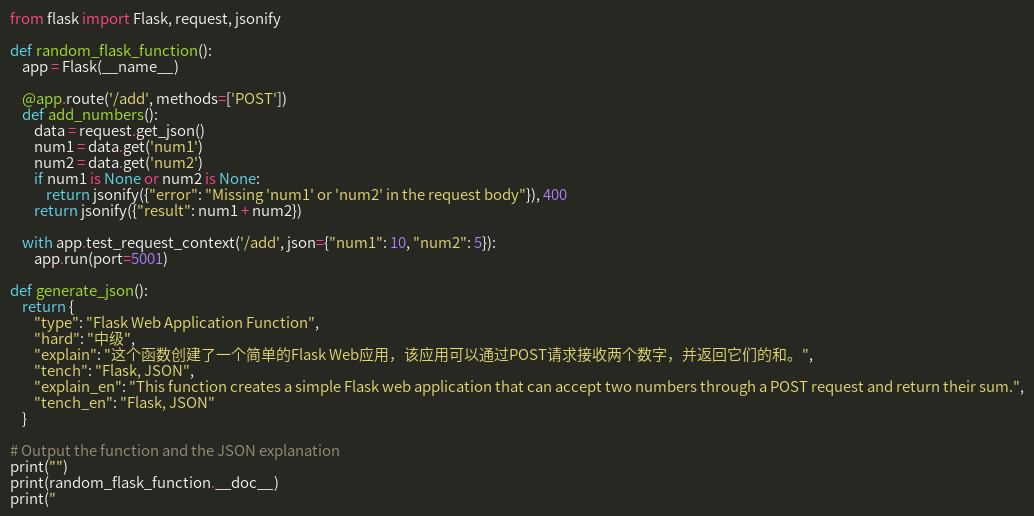 from flask import Flask, request, jsonify

def random_flask_function():
    app = Flask(__name__)

    @app.route('/add', methods=['POST'])
    def add_numbers():
        data = request.get_json()
        num1 = data.get('num1')
        num2 = data.get('num2')
        if num1 is None or num2 is None:
            return jsonify({"error": "Missing 'num1' or 'num2' in the request body"}), 400
        return jsonify({"result": num1 + num2})

    with app.test_request_context('/add', json={"num1": 10, "num2": 5}):
        app.run(port=5001)

def generate_json():
    return {
        "type": "Flask Web Application Function",
        "hard": "中级",
        "explain": "这个函数创建了一个简单的Flask Web应用，该应用可以通过POST请求接收两个数字，并返回它们的和。",
        "tench": "Flask, JSON",
        "explain_en": "This function creates a simple Flask web application that can accept two numbers through a POST request and return their sum.",
        "tench_en": "Flask, JSON"
    }

# Output the function and the JSON explanation
print("")
print(random_flask_function.__doc__)
print("